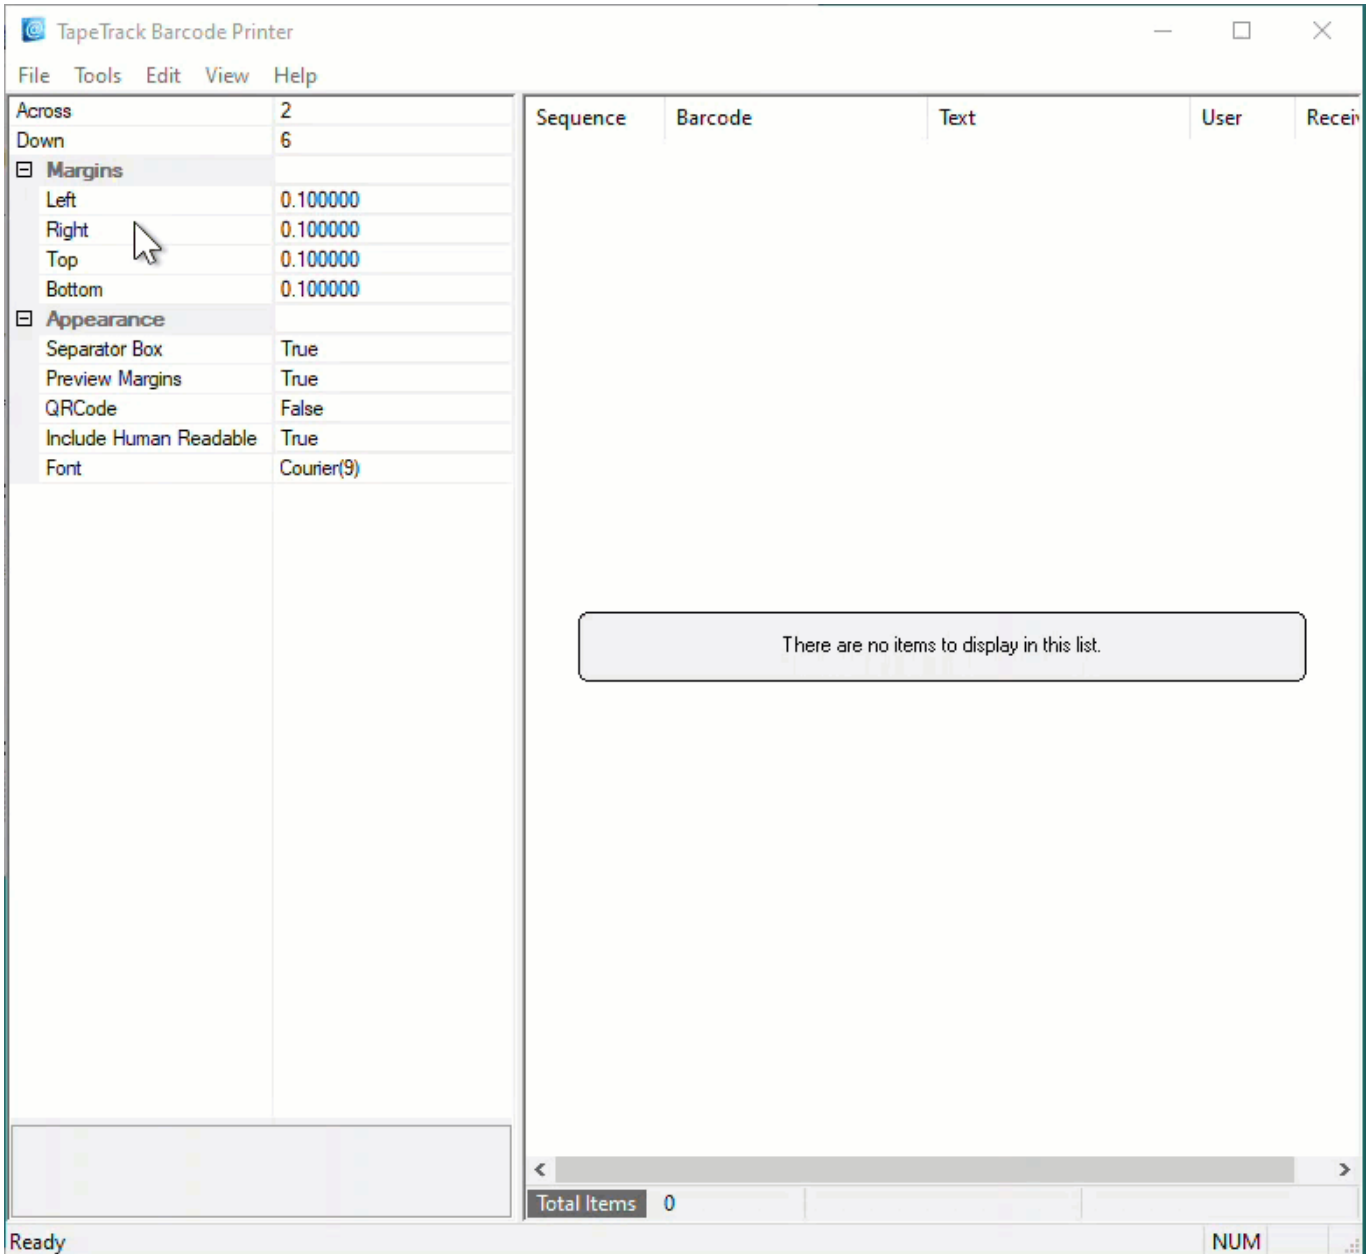 TapeTrack Barcode Printer
File Tools Edit View Help
Across 2
Down 6
Margins
Left 0.100000
Right 0.100000
Top 0.100000
Bottom 0.100000
Appearance
Separator Box True
Preview Margins True
QRCode False
Include Human Readable True
Font Courier(9)
Sequence Barcode Text User Receiv
There are no items to display in this list.
Total Items 0
Ready NUM